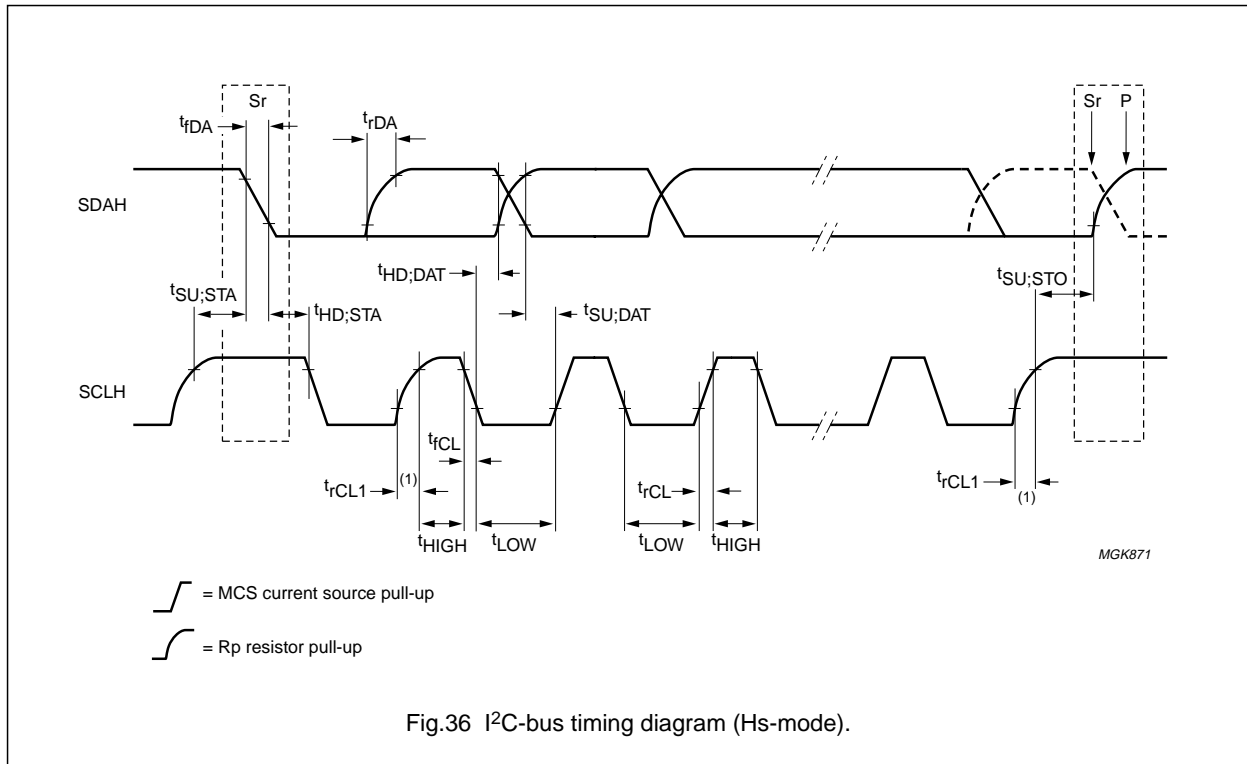 Sr
Sr P
tfDA
trDA
SDAH
tHD;DAT
tSU;STA
tHD;STA
tSU;DAT
tSU;STO
SCLH
tfCL
trCL1
(1)
trCL
trCL1
(1)
tHIGH
tLOW
tLOW
tHIGH
MGK871
= MCS current source pull-up
= Rp resistor pull-up
Fig.36 I²C-bus timing diagram (Hs-mode).